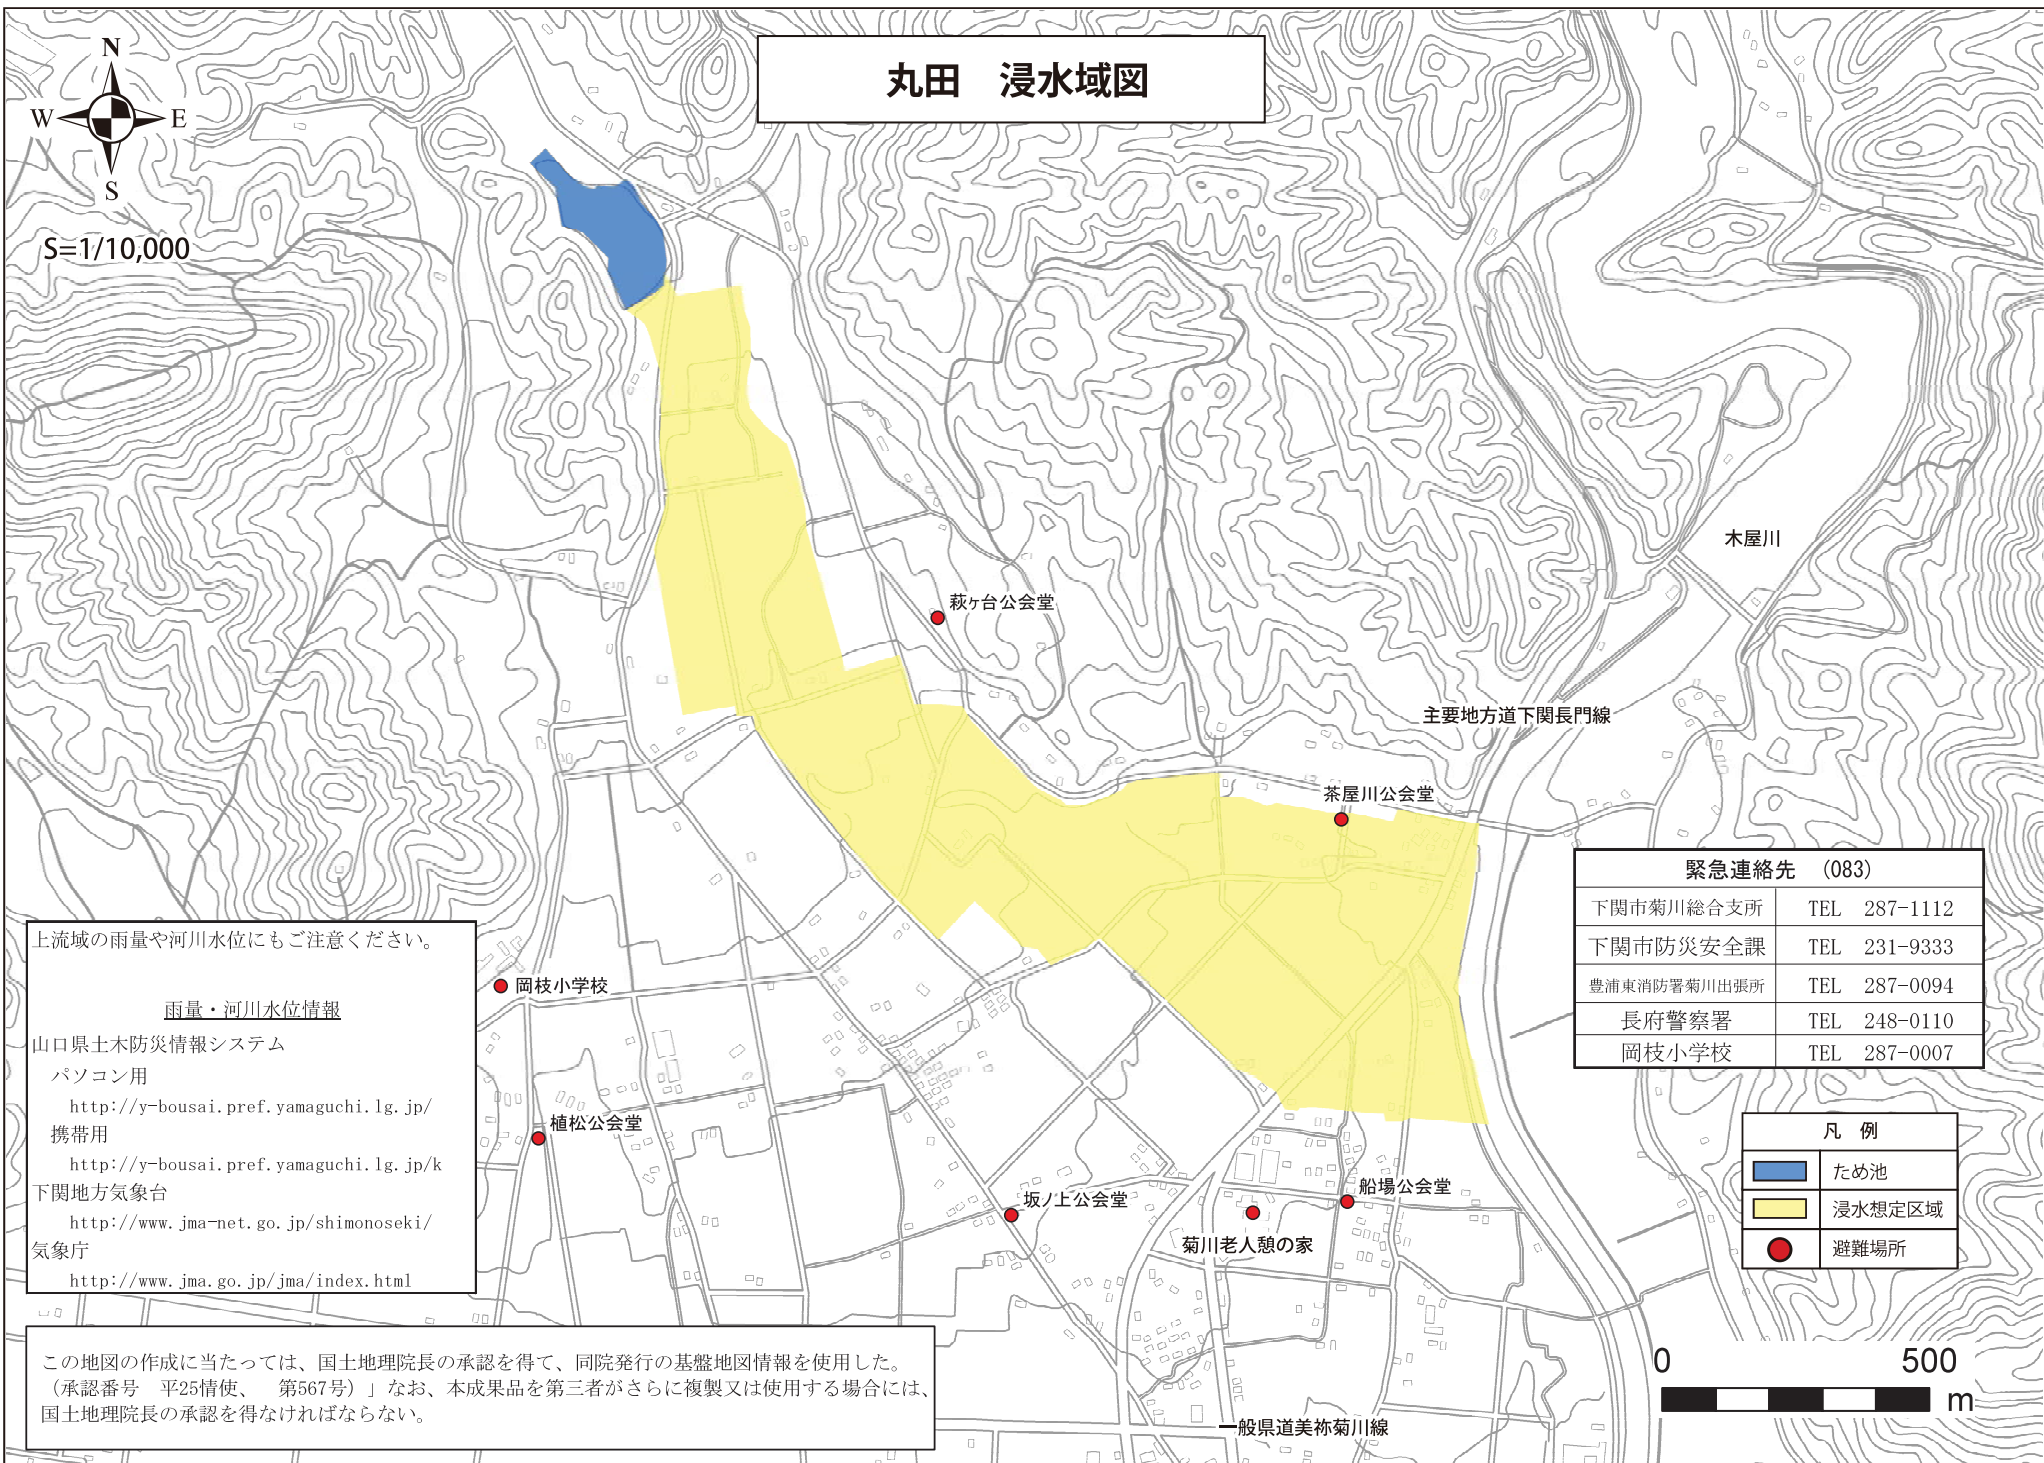 丸田　浸水域図
N
W
E
S
S=1/10,000
木屋川
萩ヶ台公会堂
主要地方道下関長門線
茶屋川公会堂
緊急連絡先　(083)
下関市菊川総合支所　TEL　287-1112
下関市防災安全課　TEL　231-9333
豊浦東消防署菊川出張所　TEL　287-0094
長府警察署　TEL　248-0110
岡枝小学校　TEL　287-0007
上流域の雨量や河川水位にもご注意ください。
雨量・河川水位情報
山口県土木防災情報システム
パソコン用
http://y-bousai.pref.yamaguchi.lg.jp/
携帯用
http://y-bousai.pref.yamaguchi.lg.jp/k
下関地方気象台
http://www.jma-net.go.jp/shimonoseki/
気象庁
http://www.jma.go.jp/jma/index.html
岡枝小学校
植松公会堂
坂ノ上公会堂
船場公会堂
菊川老人憩の家
凡　例
ため池
浸水想定区域
避難場所
この地図の作成に当たっては、国土地理院長の承認を得て、同院発行の基盤地図情報を使用した。
（承認番号　平25情使、　第567号）」なお、本成果品を第三者がさらに複製又は使用する場合には、
国土地理院長の承認を得なければならない。
0
500
m
一般県道美祢菊川線